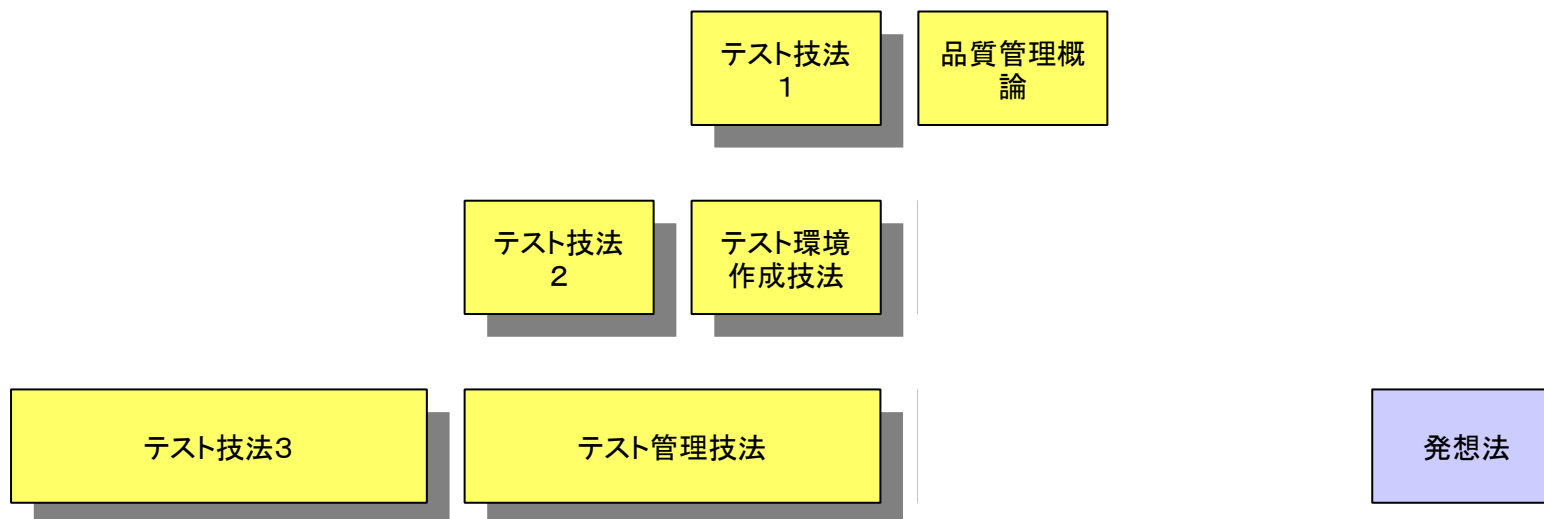 テスト技法
１
品質管理概
論
テスト技法
２
テスト環境
作成技法
テスト技法３
テスト管理技法
発想法